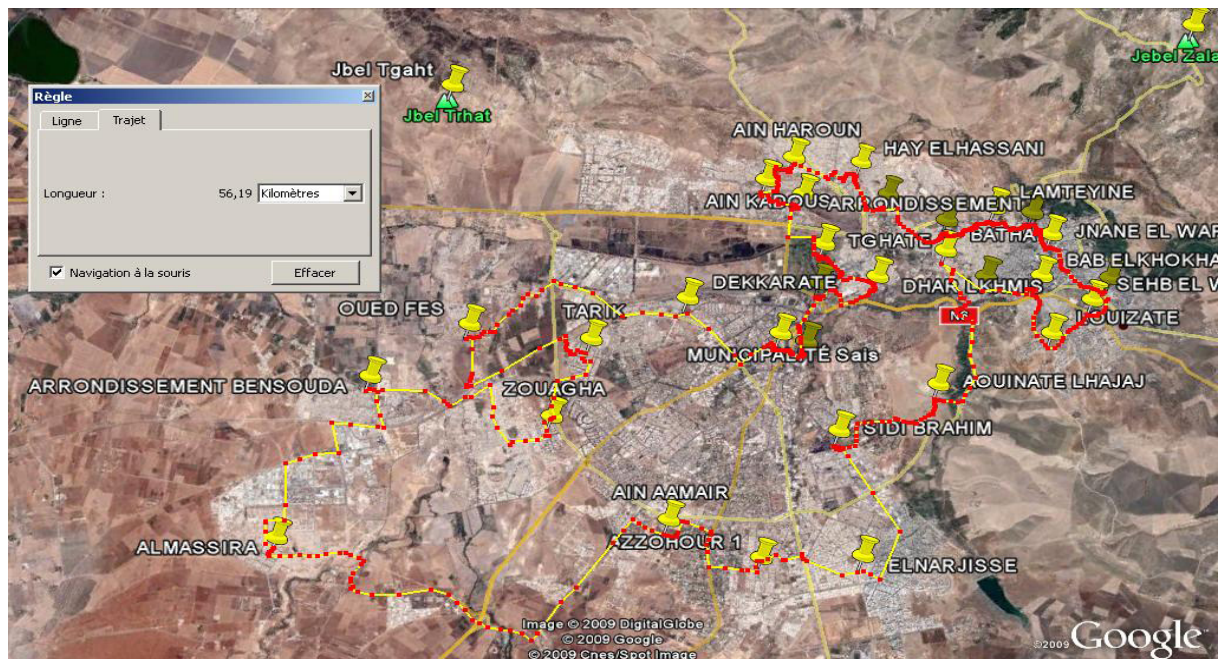 Jebel Zala
Jbel Tgaht
Jbel Trhat
Règle
Ligne
Trajet
Longueur :
56,19
Kilomètres
Navigation à la souris
Effacer
AIN HAROUN
HAY ELHASSANI
AIN KADOUS
ARRONDISSEMENT
LAMTEYINE
TGHATE
BATHA
JNANE EL WAR
BAB ELKHOKHA
DEKKARATE
DHAR LKHMIS
SEHB EL W
OUED FES
TARIK
N8
LOUIZATE
MUNICIPALITÉ Sais
ARRONDISSEMENT BENSOUDA
ZOUAGHA
AOUINATE LHAJAJ
SIDI BRAHIM
AIN AAMAIR
ALMASSIRA
AZZOHOUR 1
ELNARJISSE
Image © 2009 DigitalGlobe
© 2009 Google
© 2009 Cnes/Spot Image
©2009 Google